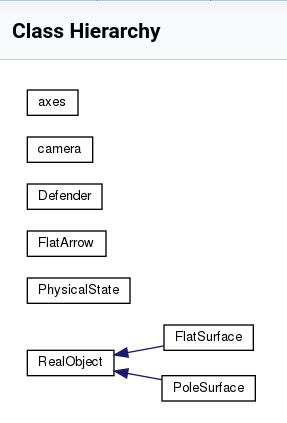 Class Hierarchy
axes
camera
Defender
FlatArrow
PhysicalState
FlatSurface
RealObject
PoleSurface